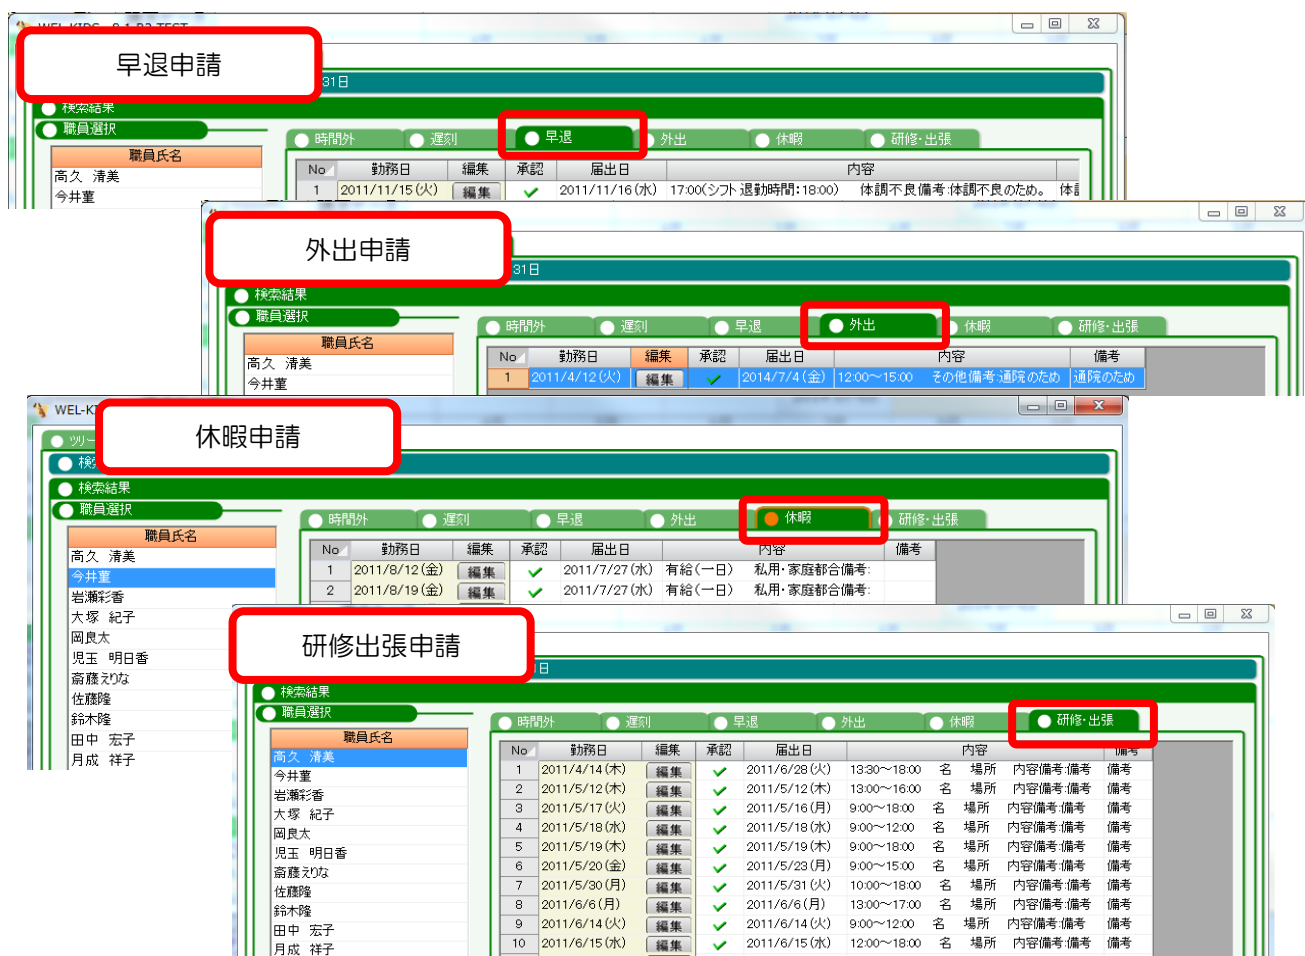 早退申請
31日
検索結果
職員選択
時間外 遅刻 早退 外出 休暇 研修・出張
職員氏名
高久 清美
今井菫
No 勤務日 編集 承認 届出日 内容
1 2011/11/15(火) 編集 2011/11/16(水) 17:00(シフト退勤時間:18:00) 体調不良備考:体調不良のため。
外出申請
31日
検索結果
職員選択
時間外 遅刻 早退 外出 休暇 研修・出張
職員氏名
高久 清美
今井菫
No 勤務日 編集 承認 届出日 内容 備考
1 2011/4/12(火) 編集 2014/7/4(金) 12:00～15:00 その他備考:通院のため 通院のため
WEL-K
休暇申請
ツリー
検索結果
職員選択
時間外 遅刻 早退 外出 休暇 研修・出張
職員氏名
高久 清美
今井菫
岩瀬彩香
大塚 紀子
岡良太
児玉 明日香
斎藤えりな
佐藤隆
鈴木隆
田中 宏子
月成 祥子
No 勤務日 編集 承認 届出日 内容 備考
1 2011/8/12(金) 編集 2011/7/27(水) 有給(一日) 私用・家庭都合備考:
2 2011/8/19(金) 編集 2011/7/27(水) 有給(一日) 私用・家庭都合備考:
研修出張申請
日
検索結果
職員選択
時間外 遅刻 早退 外出 休暇 研修・出張
職員氏名
高久 清美
今井菫
岩瀬彩香
大塚 紀子
岡良太
児玉 明日香
斎藤えりな
佐藤隆
鈴木隆
田中 宏子
月成 祥子
No 勤務日 編集 承認 届出日 内容 備考
1 2011/4/14(木) 編集 2011/6/28(火) 13:30～18:00 名 場所 内容備考:備考 備考
2 2011/5/12(木) 編集 2011/5/12(木) 13:00～16:00 名 場所 内容備考:備考 備考
3 2011/5/17(火) 編集 2011/5/16(月) 9:00～18:00 名 場所 内容備考:備考 備考
4 2011/5/18(水) 編集 2011/5/18(水) 9:00～12:00 名 場所 内容備考:備考 備考
5 2011/5/19(木) 編集 2011/5/19(木) 9:00～18:00 名 場所 内容備考:備考 備考
6 2011/5/20(金) 編集 2011/5/23(月) 9:00～15:00 名 場所 内容備考:備考 備考
7 2011/5/30(月) 編集 2011/5/31(火) 10:00～18:00 名 場所 内容備考:備考 備考
8 2011/6/6(月) 編集 2011/6/6(月) 13:00～17:00 名 場所 内容備考:備考 備考
9 2011/6/14(火) 編集 2011/6/14(火) 9:00～12:00 名 場所 内容備考:備考 備考
10 2011/6/15(水) 編集 2011/6/15(水) 12:00～18:00 名 場所 内容備考:備考 備考